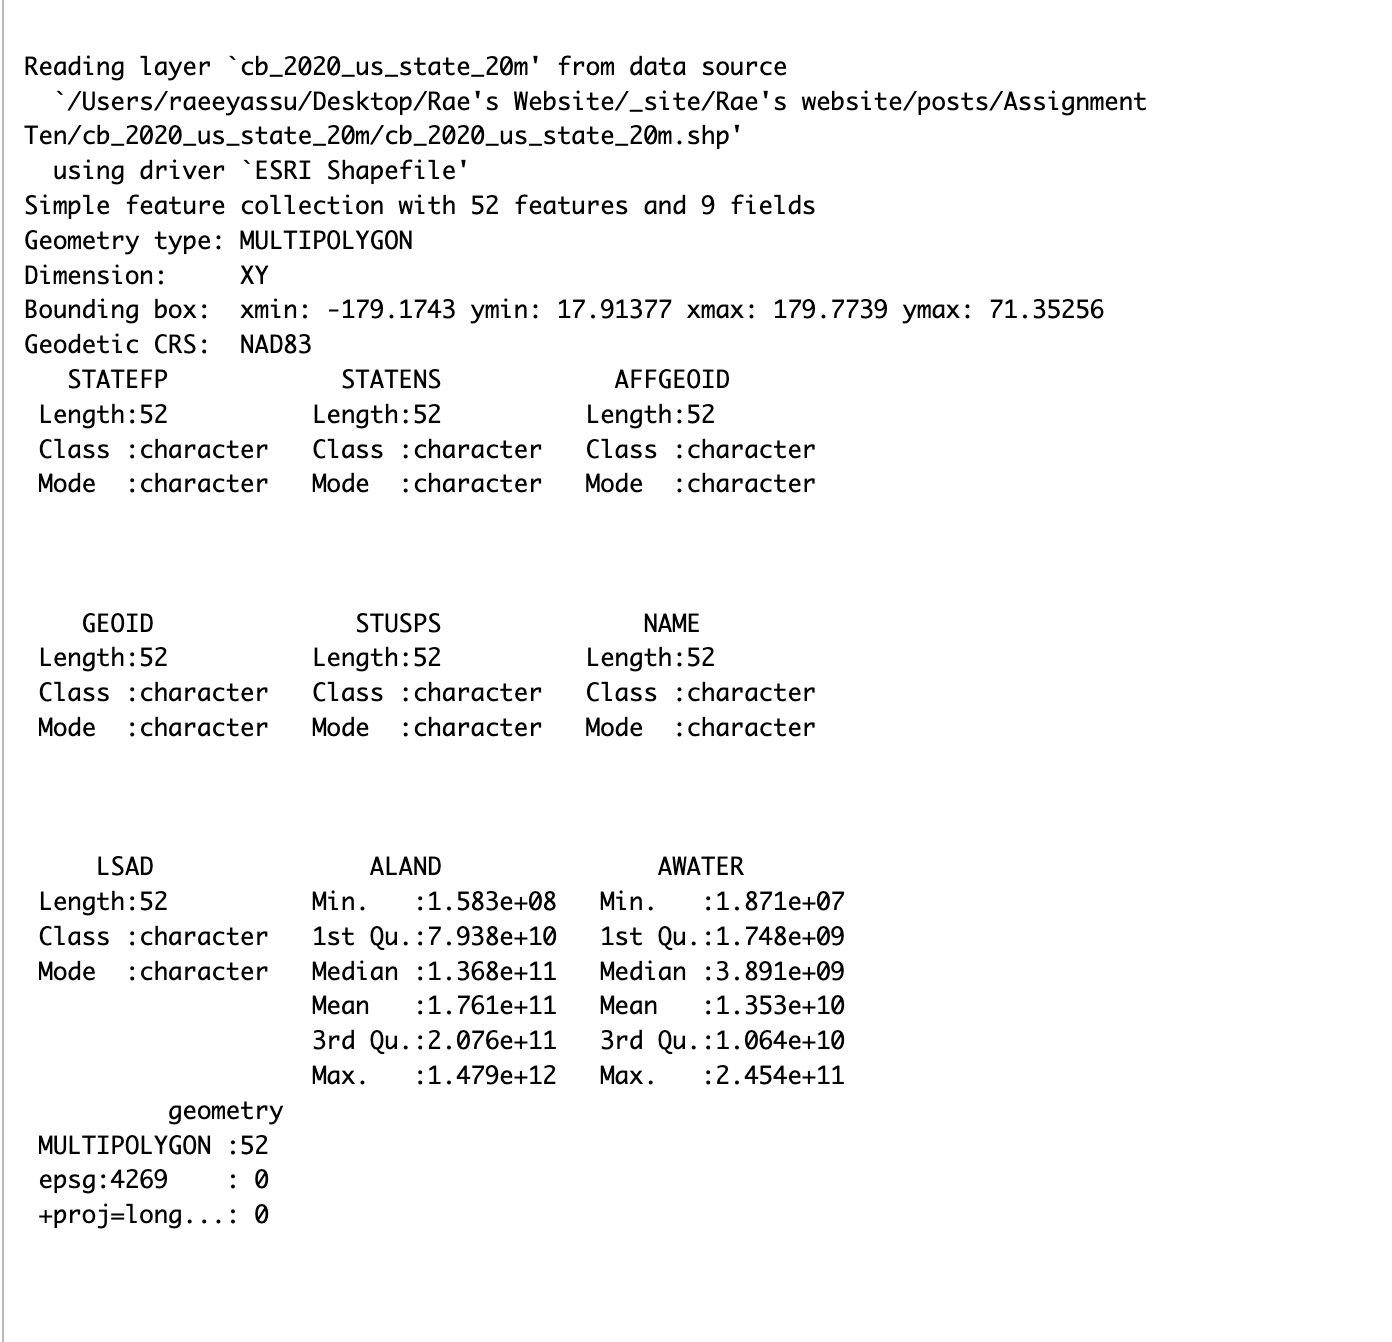 Reading layer `cb_2020_us_state_20m' from data source
  `/Users/raeeyassu/Desktop/Rae's Website/_site/Rae's website/posts/Assignment
Ten/cb_2020_us_state_20m/cb_2020_us_state_20m.shp'
  using driver `ESRI Shapefile'
Simple feature collection with 52 features and 9 fields
Geometry type: MULTIPOLYGON
Dimension:     XY
Bounding box:  xmin: -179.1743 ymin: 17.91377 xmax: 179.7739 ymax: 71.35256
Geodetic CRS:  NAD83
   STATEFP            STATENS            AFFGEOID
 Length:52          Length:52          Length:52
 Class :character   Class :character   Class :character
 Mode  :character   Mode  :character   Mode  :character
    GEOID              STUSPS              NAME
 Length:52          Length:52          Length:52
 Class :character   Class :character   Class :character
 Mode  :character   Mode  :character   Mode  :character
     LSAD               ALAND               AWATER
 Length:52          Min.   :1.583e+08   Min.   :1.871e+07
 Class :character   1st Qu.:7.938e+10   1st Qu.:1.748e+09
 Mode  :character   Median :1.368e+11   Median :3.891e+09
                    Mean   :1.761e+11   Mean   :1.353e+10
                    3rd Qu.:2.076e+11   3rd Qu.:1.064e+10
                    Max.   :1.479e+12   Max.   :2.454e+11
          geometry
 MULTIPOLYGON :52
 epsg:4269    : 0
 +proj=long...: 0